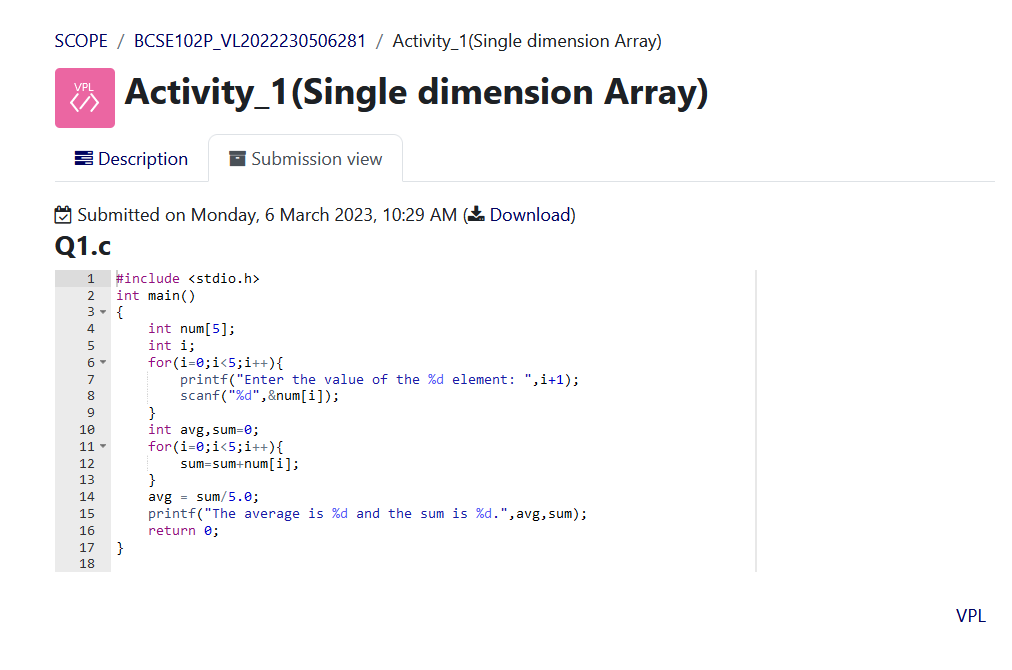 SCOPE / BCSE102P_VL2022230506281 / Activity_1(Single dimension Array)
VPL
</>
Activity_1(Single dimension Array)
Description
Submission view
Submitted on Monday, 6 March 2023, 10:29 AM (Download)
Q1.c
1 #include <stdio.h>
2 int main()
3 {
4     int num[5];
5     int i;
6     for(i=0;i<5;i++){
7         printf("Enter the value of the %d element: ",i+1);
8         scanf("%d",&num[i]);
9     }
10     int avg,sum=0;
11     for(i=0;i<5;i++){
12         sum=sum+num[i];
13     }
14     avg = sum/5.0;
15     printf("The average is %d and the sum is %d.",avg,sum);
16     return 0;
17 }
18
VPL